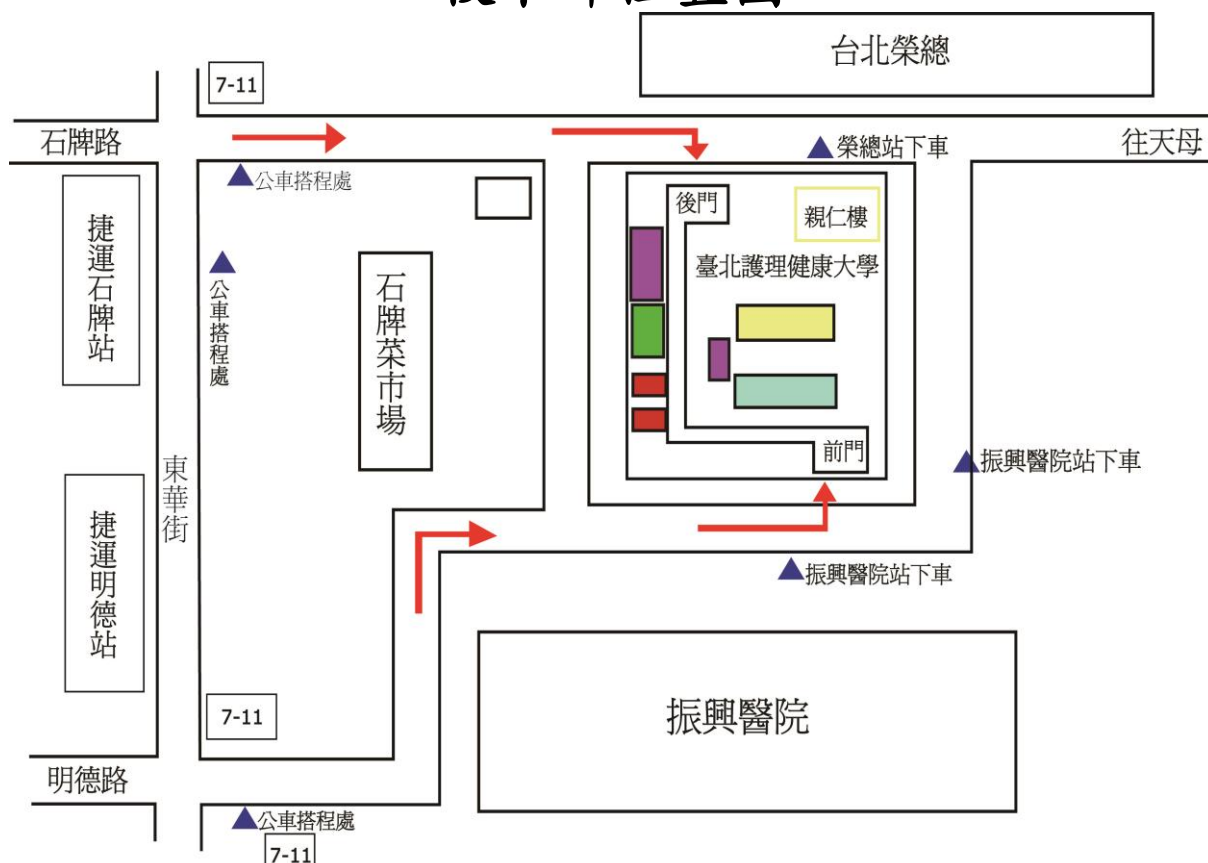 台北榮總
7-11
石牌路
榮總站下車
往天母
公車搭程處
後門
親仁樓
捷運石牌站
公車搭程處
石牌菜市場
臺北護理健康大學
前門
東華街
振興醫院站下車
捷運明德站
振興醫院站下車
7-11
振興醫院
明德路
公車搭程處
7-11